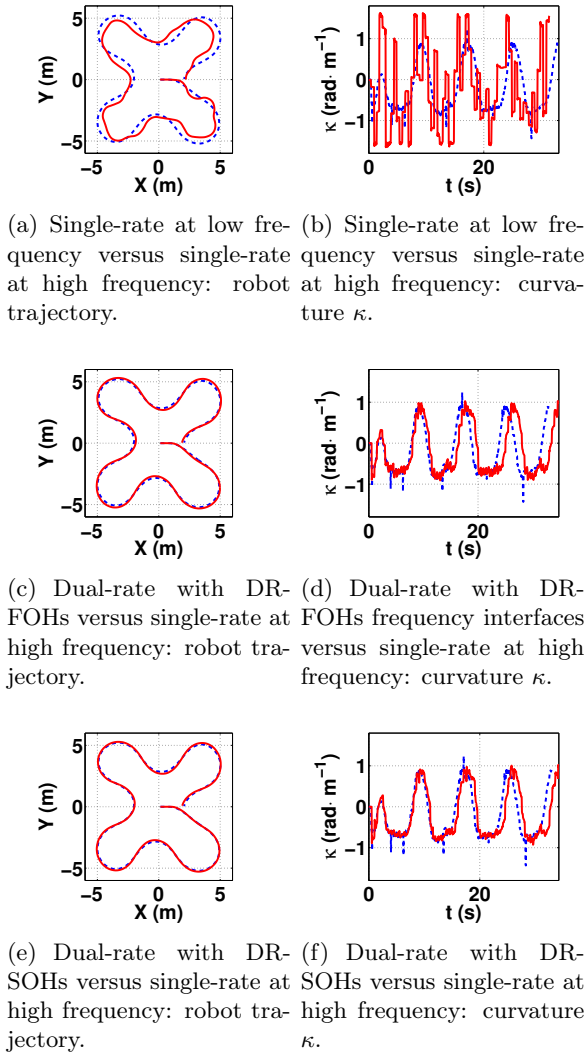 5
0
−5
Y (m)
−5 0 5
X (m)
1
0
−1
κ (rad· m⁻¹)
0 20
t (s)
(a) Single-rate at low fre-
quency versus single-rate
at high frequency: robot
trajectory.
(b) Single-rate at low fre-
quency versus single-rate
at high frequency: curva-
ture κ.
5
0
−5
Y (m)
−5 0 5
X (m)
1
0
−1
κ (rad· m⁻¹)
0 20
t (s)
(c) Dual-rate with DR-
FOHs versus single-rate at
high frequency: robot tra-
jectory.
(d) Dual-rate with DR-
FOHs frequency interfaces
versus single-rate at high
frequency: curvature κ.
5
0
−5
Y (m)
−5 0 5
X (m)
1
0
−1
κ (rad· m⁻¹)
0 20
t (s)
(e) Dual-rate with DR-
SOHs versus single-rate at
high frequency: robot tra-
jectory.
(f) Dual-rate with DR-
SOHs versus single-rate at
high frequency: curvature
κ.